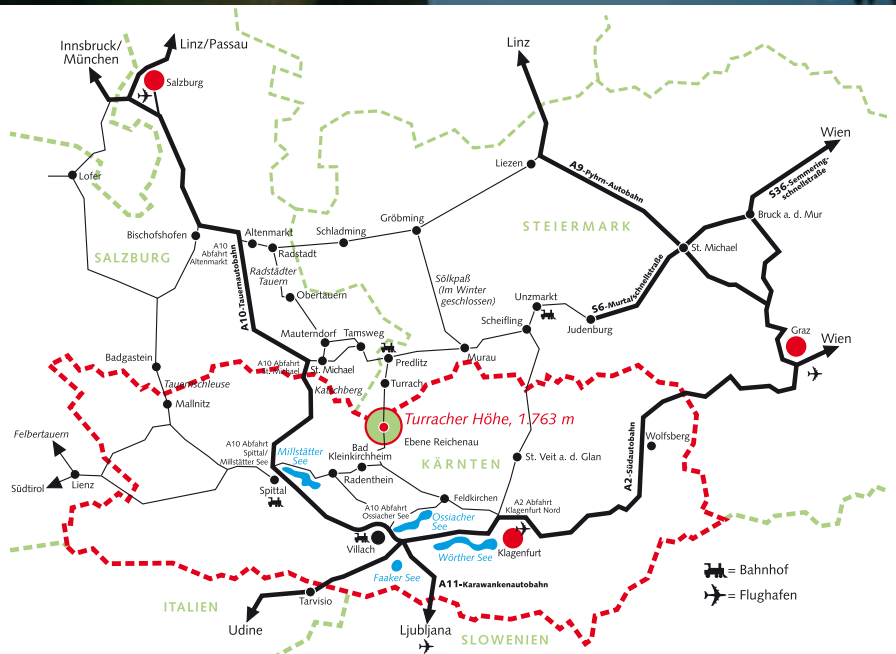 Innsbruck/
München
Linz/Passau
Salzburg
Linz
Wien
Lofer
Liezen
A9-Pyhrn-Autobahn
S36-Semmering-
schnellstraße
Bruck a. d. Mur
STEIERMARK
SALZBURG
Bischofshofen
A10
Abfahrt
Altenmarkt
Altenmarkt
Radstadt
Schladming
Gröbming
St. Michael
Radstädter
Tauern
Obertauern
A10-Tauernautobahn
Sölkpaß
(Im Winter
geschlossen)
Unzmarkt
S6-Murtalschnellstraße
Scheifling
Judenburg
Graz
Wien
Mauterndorf
Tamsweg
Badgastein
A10 Abfahrt
St. Michael
St. Michael
Predlitz
Murau
Tauernschleuse
Katschberg
Turrach
Mallnitz
Turracher Höhe, 1.763 m
Felbertauern
A10 Abfahrt
Spittal/
Millstätter See
Millstätter
See
Bad
Kleinkirchheim
Ebene Reichenau
Wolfsberg
KÄRNTEN
St. Veit a. d. Glan
A2-Südautobahn
Südtirol
Lienz
Spittal
Radenthein
A10 Abfahrt
Ossiacher See
Feldkirchen
A2 Abfahrt
Klagenfurt Nord
Ossiacher
See
Villach
Wörther See
Klagenfurt
Faaker See
A11-Karawankenautobahn
= Bahnhof
= Flughafen
Tarvisio
ITALIEN
Udine
Ljubljana
SLOWENIEN